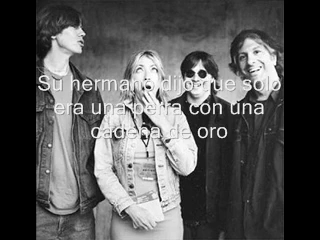 Su hermano dijo que solo
era una perra con una
cadena de oro